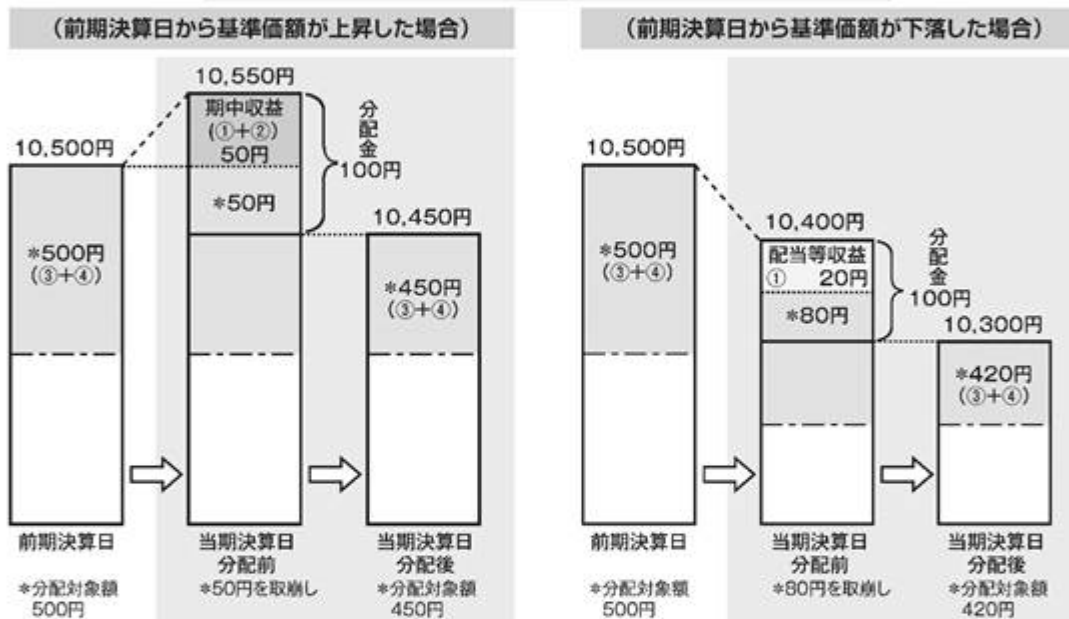 (前期決算日から基準価額が上昇した場合)
10,550円
期中収益
(①+②)
50円
*50円
分配金
100円
10,500円
*500円
(③+④)
10,450円
*450円
(③+④)
前期決算日
当期決算日
分配前
当期決算日
分配後
*分配対象額
500円
*50円を取崩し
*分配対象額
450円
(前期決算日から基準価額が下落した場合)
10,500円
*500円
(③+④)
10,400円
配当等収益
① 20円
*80円
分配金
100円
10,300円
*420円
(③+④)
前期決算日
当期決算日
分配前
当期決算日
分配後
*分配対象額
500円
*80円を取崩し
*分配対象額
420円